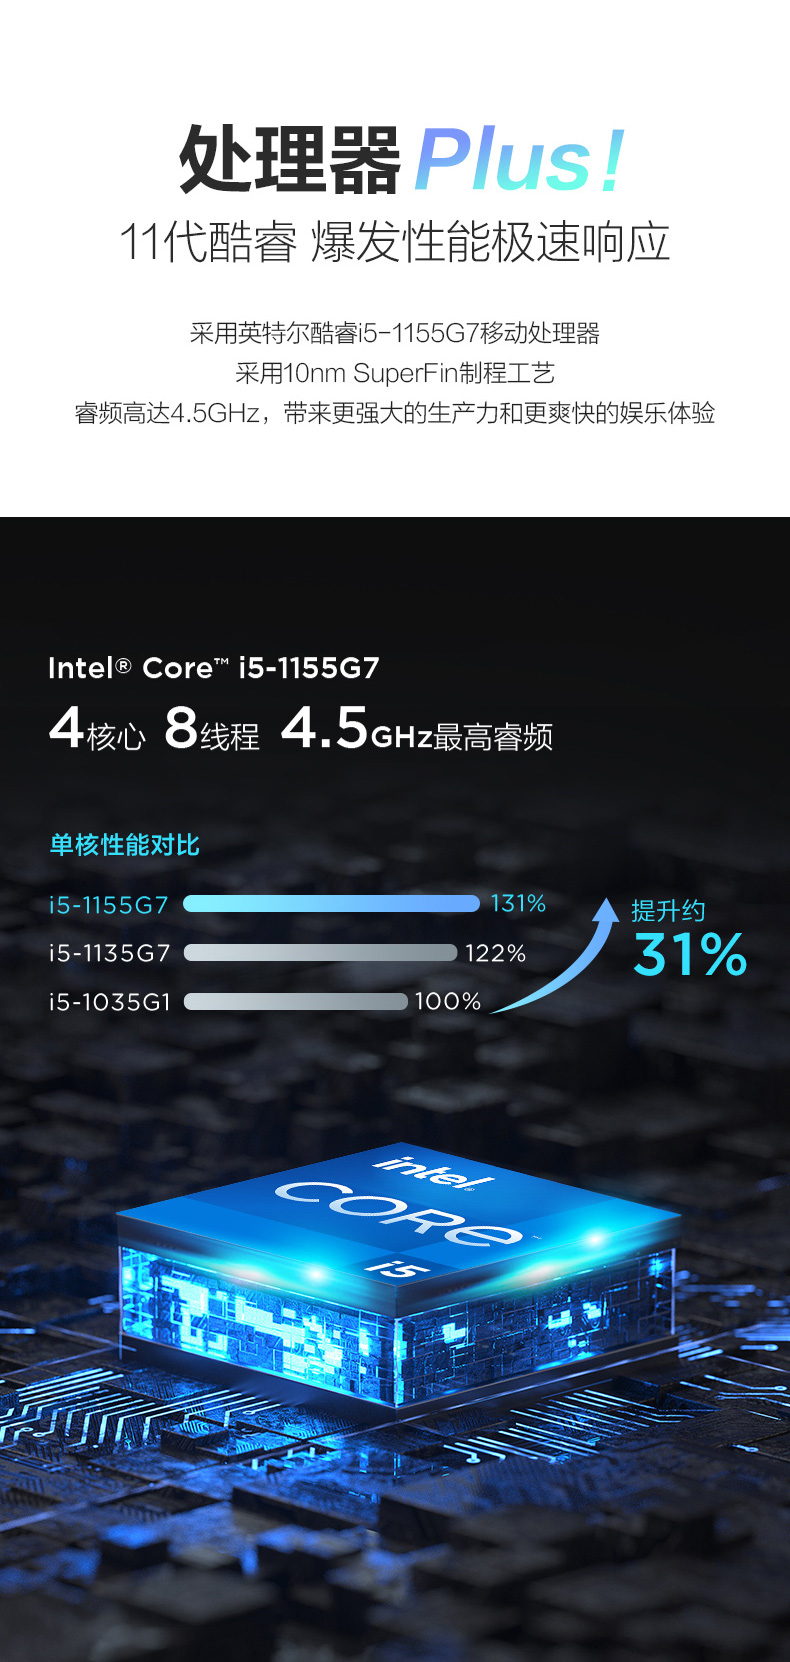 处理器Plus!
11代酷睿 爆发性能极速响应
采用英特尔酷睿i5-1155G7移动处理器
采用10nm SuperFin制程工艺
睿频高达4.5GHz，带来更强大的生产力和更爽快的娱乐体验
Intel® Core™ i5-1155G7
4核心 8线程 4.5GHz最高睿频
单核性能对比
i5-1155G7 131%
i5-1135G7 122%
i5-1035G1 100%
提升约
31%
intel®
CORE™
i5